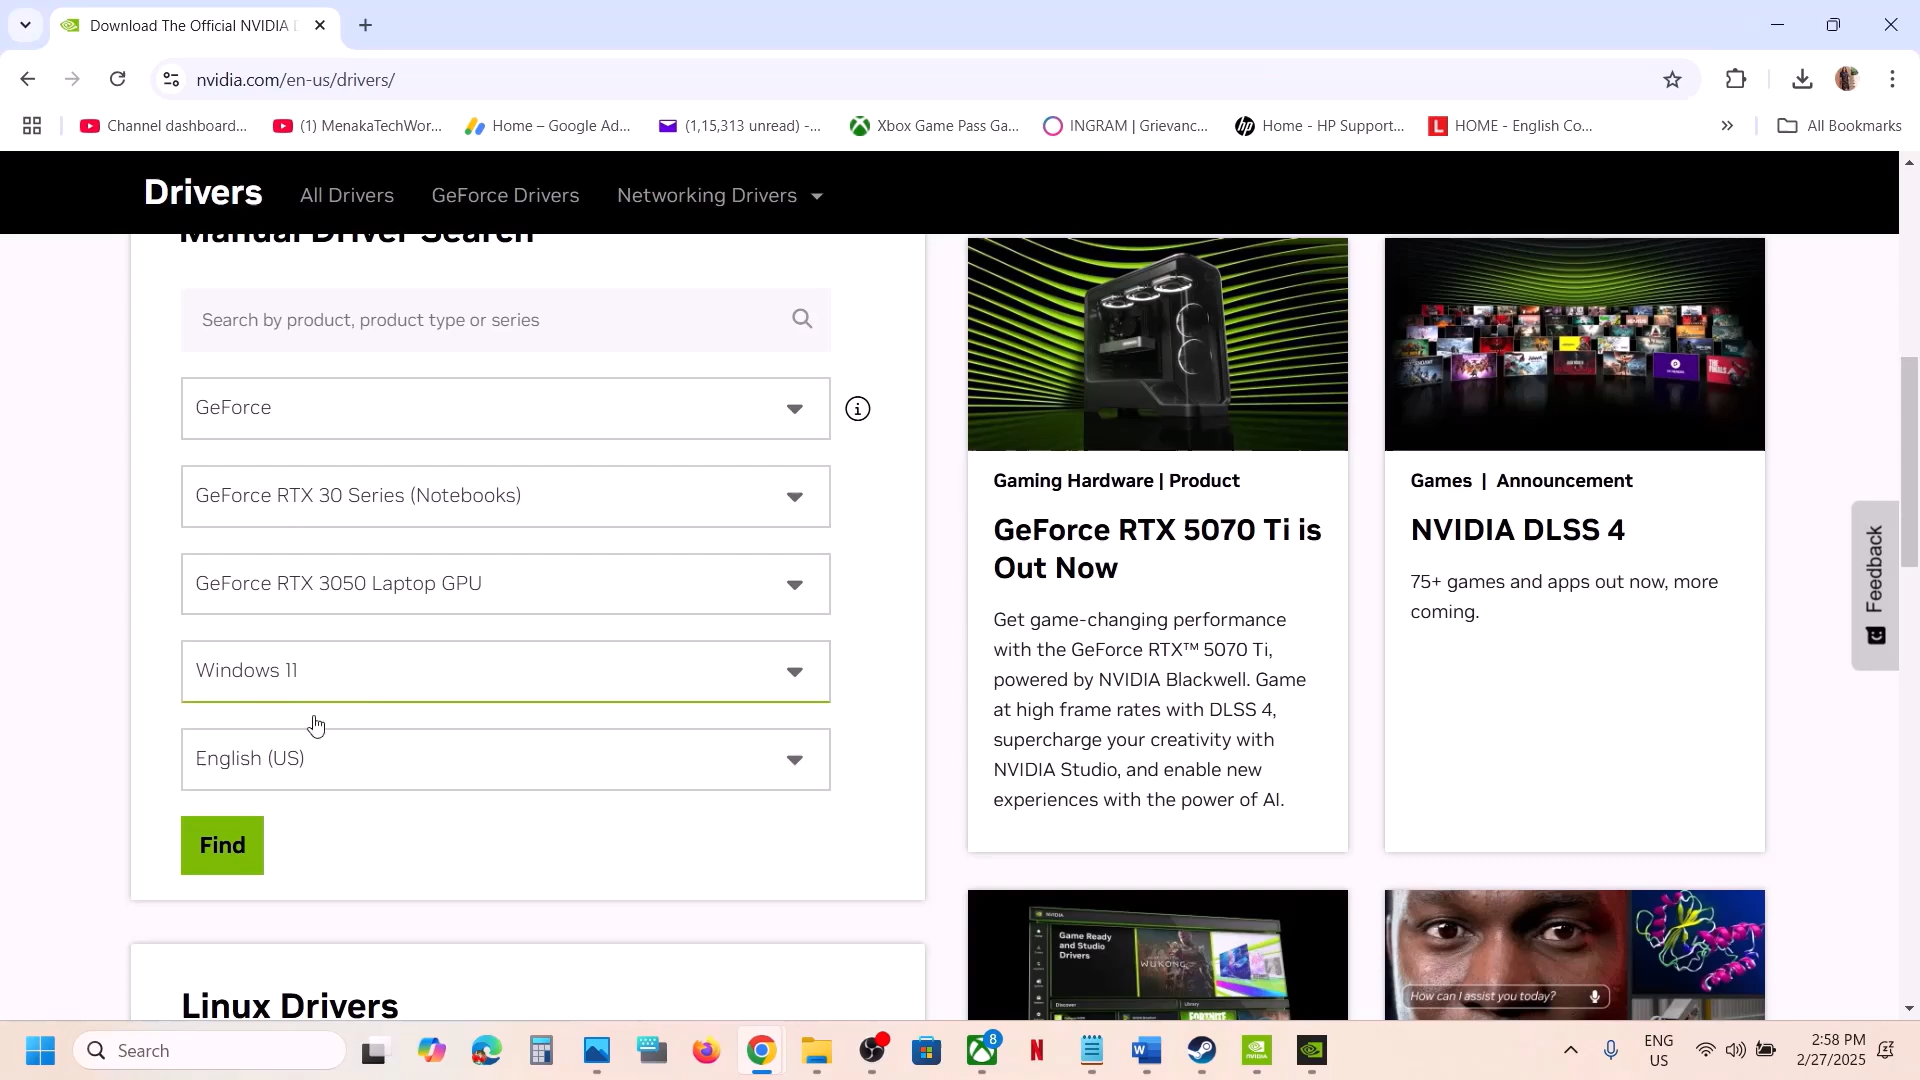 Download The Official NVIDIA
nvidia.com/en-us/drivers/
Channel dashboard...
(1) MenakaTechWor...
Home – Google Ad...
(1,15,313 unread) -...
Xbox Game Pass Ga...
INGRAM | Grievanc...
Home - HP Support...
HOME - English Co...
All Bookmarks
Drivers
All Drivers
GeForce Drivers
Networking Drivers
Manual Driver Search
Search by product, product type or series
GeForce
GeForce RTX 30 Series (Notebooks)
GeForce RTX 3050 Laptop GPU
Windows 11
English (US)
Find
Linux Drivers
Gaming Hardware | Product
GeForce RTX 5070 Ti is
Out Now
Get game-changing performance
with the GeForce RTX™ 5070 Ti,
powered by NVIDIA Blackwell. Game
at high frame rates with DLSS 4,
supercharge your creativity with
NVIDIA Studio, and enable new
experiences with the power of AI.
Games | Announcement
NVIDIA DLSS 4
75+ games and apps out now, more
coming.
Game Ready
and Studio
Drivers
WUKONG
FORTNITE
How can I assist you today?
Feedback
Search
8
ENG
US
2:58 PM
2/27/2025